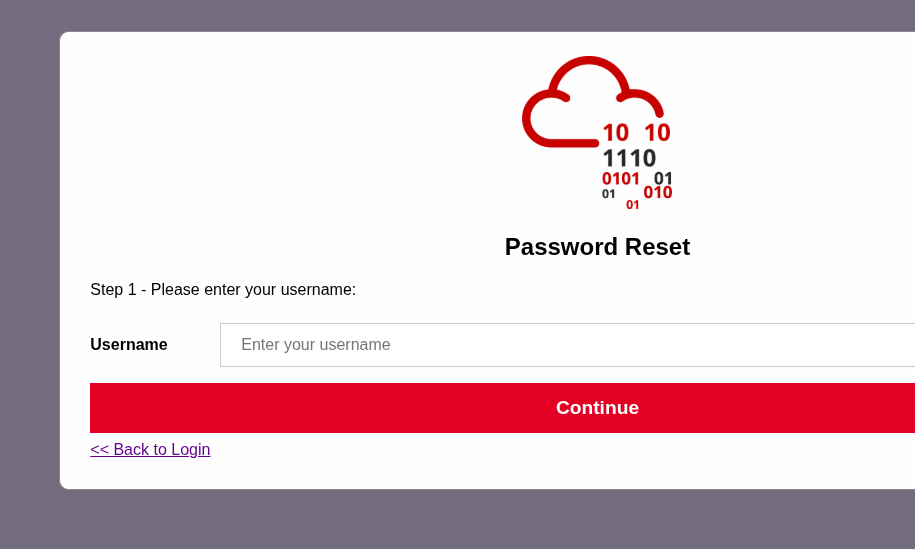 10 10
1110
0101 01
01 010
01
Password Reset
Step 1 - Please enter your username:
Username Enter your username
Continue
<< Back to Login